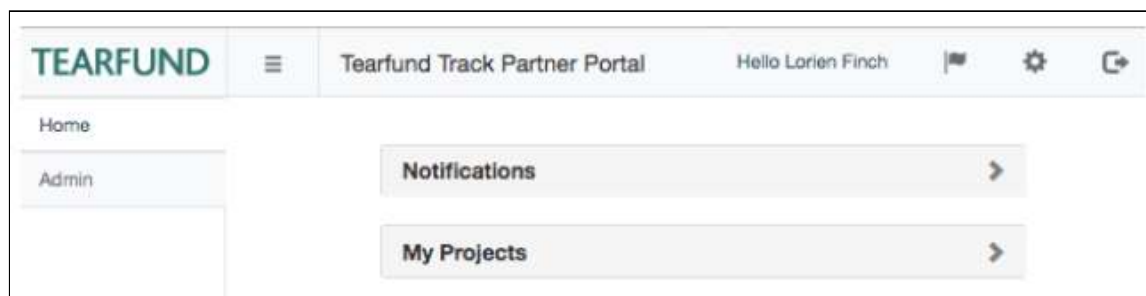 TEARFUND
Tearfund Track Partner Portal
Hello Lorien Finch
Home
Admin
Notifications
My Projects